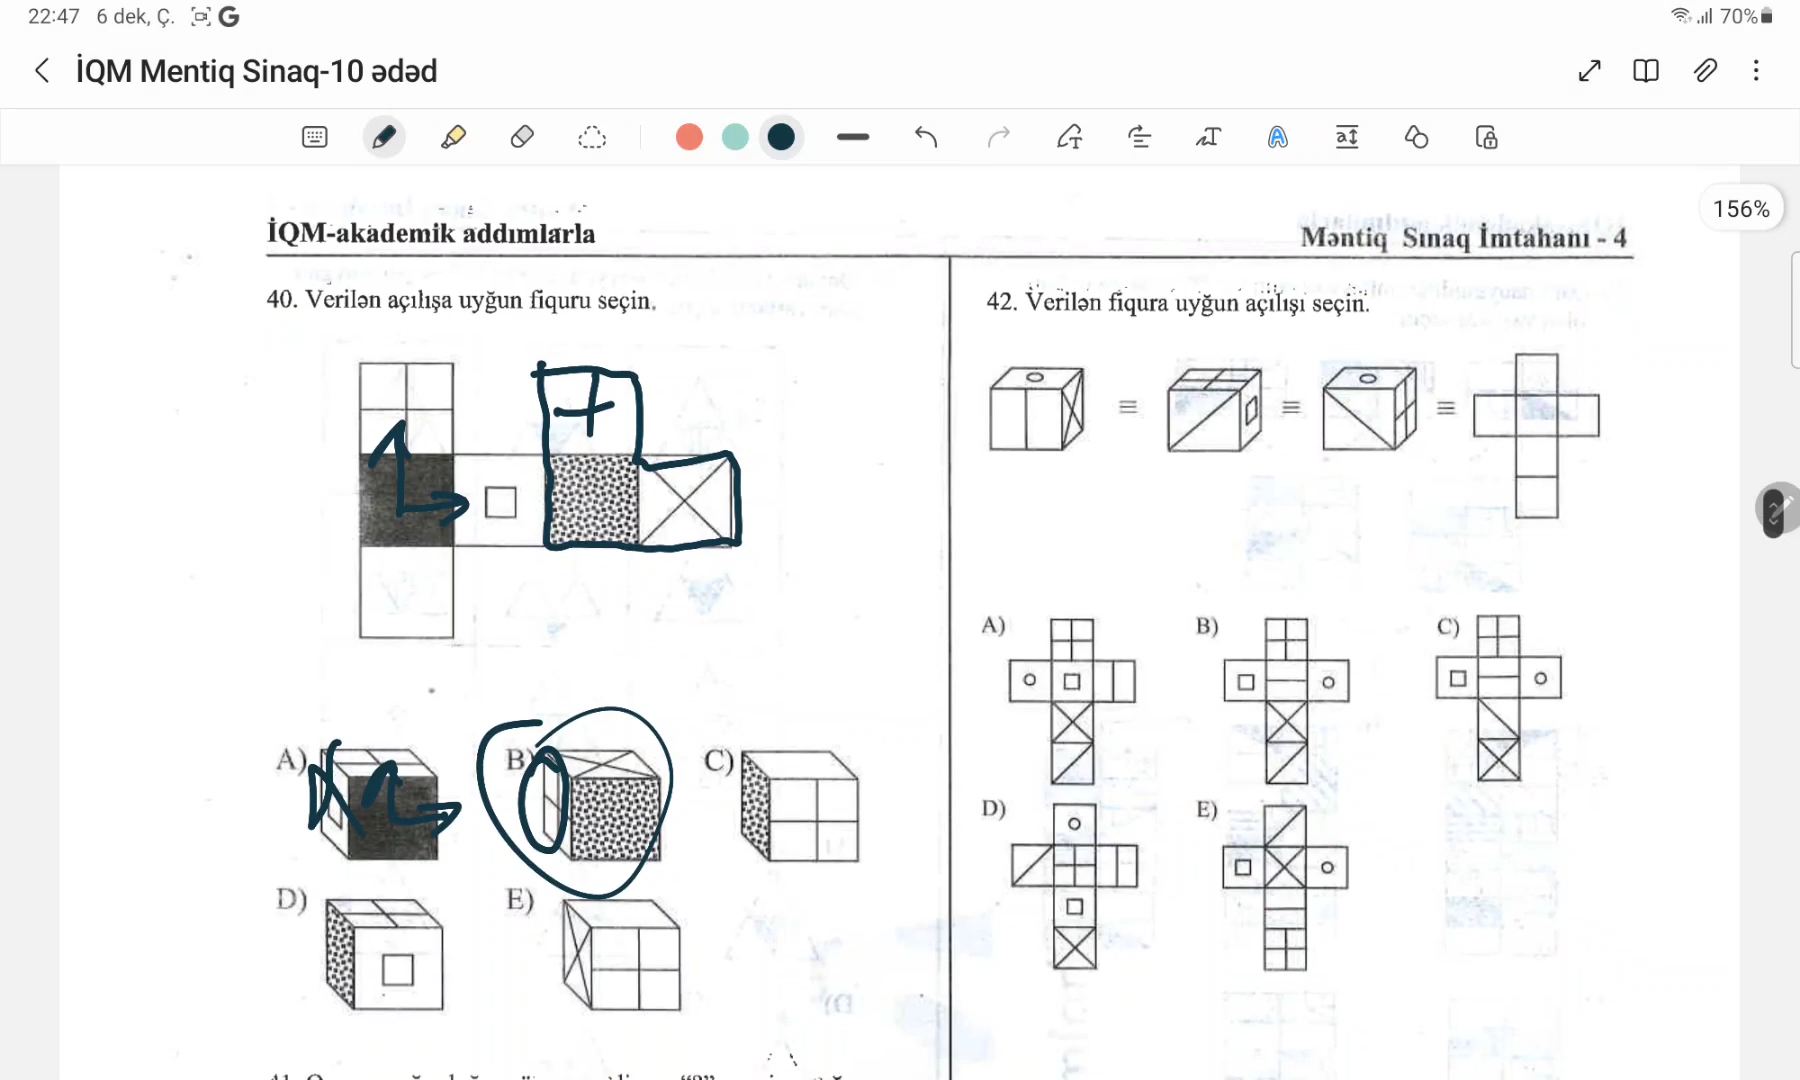 22:47 6 dek, Ç. G
70%
İQM Mentiq Sinaq-10 ədəd
156%
İQM-akademik addımlarla
Məntiq Sınaq İmtahanı - 4
40. Verilən açılışa uyğun fiquru seçin.
A)
B)
C)
D)
E)
42. Verilən fiqura uyğun açılışı seçin.
≡ ≡ ≡
A)
B)
C)
D)
E)